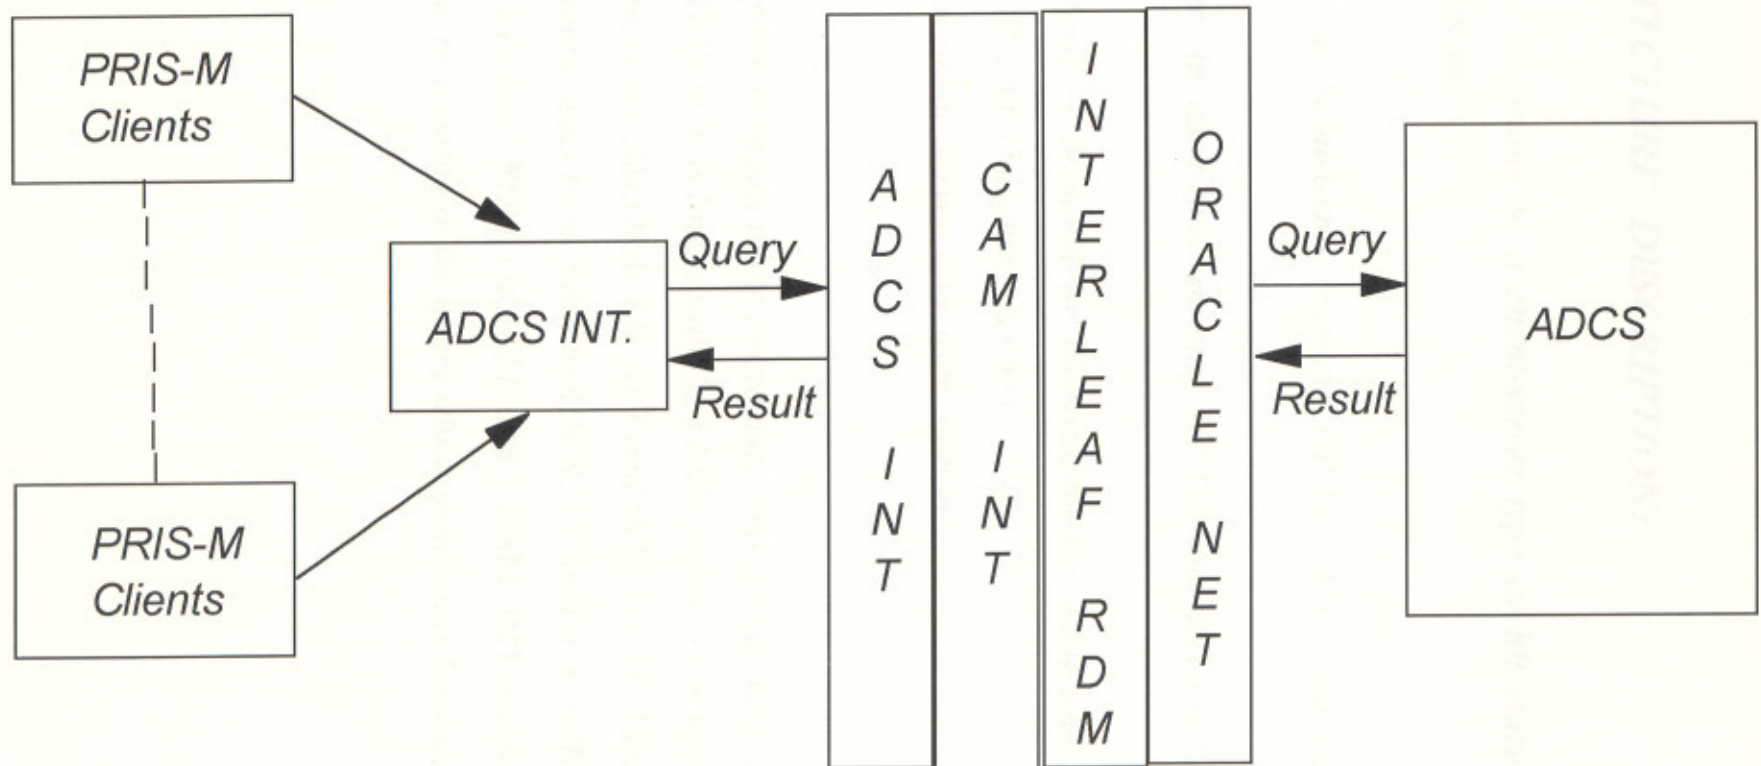 PRIS-M
Clients
PRIS-M
Clients
ADCS INT.
Query
Result
ADCS INT
CAM INT
INTERLEAF RDM
ORACLE NET
Query
Result
ADCS